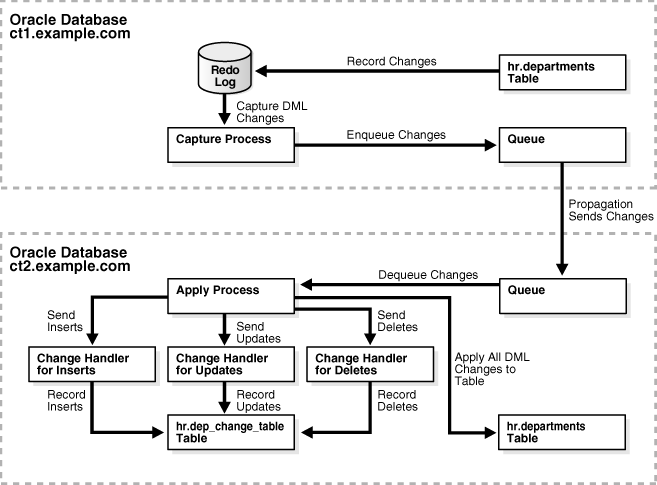 Oracle Database
ct1.example.com
Redo
Log
Record Changes
hr.departments
Table
Capture DML
Changes
Capture Process
Enqueue Changes
Queue
Propagation
Sends Changes
Oracle Database
ct2.example.com
Dequeue Changes
Apply Process
Queue
Send
Inserts
Send
Updates
Send
Deletes
Change Handler
for Inserts
Change Handler
for Updates
Change Handler
for Deletes
Apply All DML
Changes to
Table
Record
Inserts
Record
Updates
Record
Deletes
hr.dep_change_table
Table
hr.departments
Table